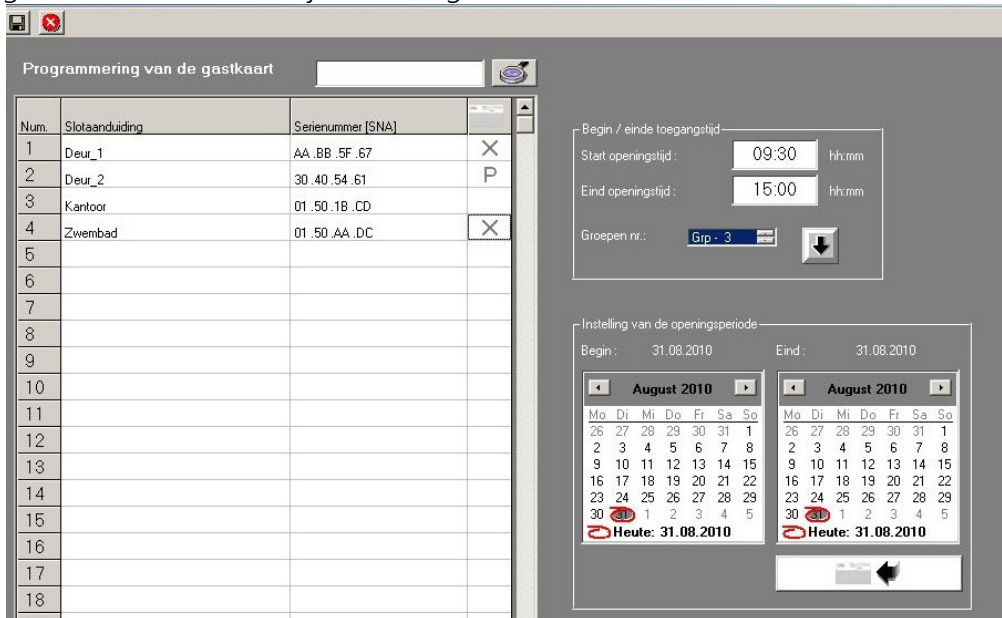 Programmering van de gastkaart
Num. Slotaanduiding Serienummer [SNA]
1 Deur_1 AA .BB .5F .67 X
2 Deur_2 30 .40 .54 .61 P
3 Kantoor 01 .50 .1B .CD
4 Zwembad 01 .50 .AA .DC X
5
6
7
8
9
10
11
12
13
14
15
16
17
18
Begin / einde toegangstijd
Start openingstijd : 09:30 hh:mm
Eind openingstijd : 15:00 hh:mm
Groepen nr.: Grp - 3
Instelling van de openingsperiode
Begin : 31.08.2010 Eind : 31.08.2010
August 2010 August 2010
Mo Di Mi Do Fr Sa So Mo Di Mi Do Fr Sa So
26 27 28 29 30 31 1 26 27 28 29 30 31 1
2 3 4 5 6 7 8 2 3 4 5 6 7 8
9 10 11 12 13 14 15 9 10 11 12 13 14 15
16 17 18 19 20 21 22 16 17 18 19 20 21 22
23 24 25 26 27 28 29 23 24 25 26 27 28 29
30 31 1 2 3 4 5 30 31 1 2 3 4 5
Heute: 31.08.2010 Heute: 31.08.2010